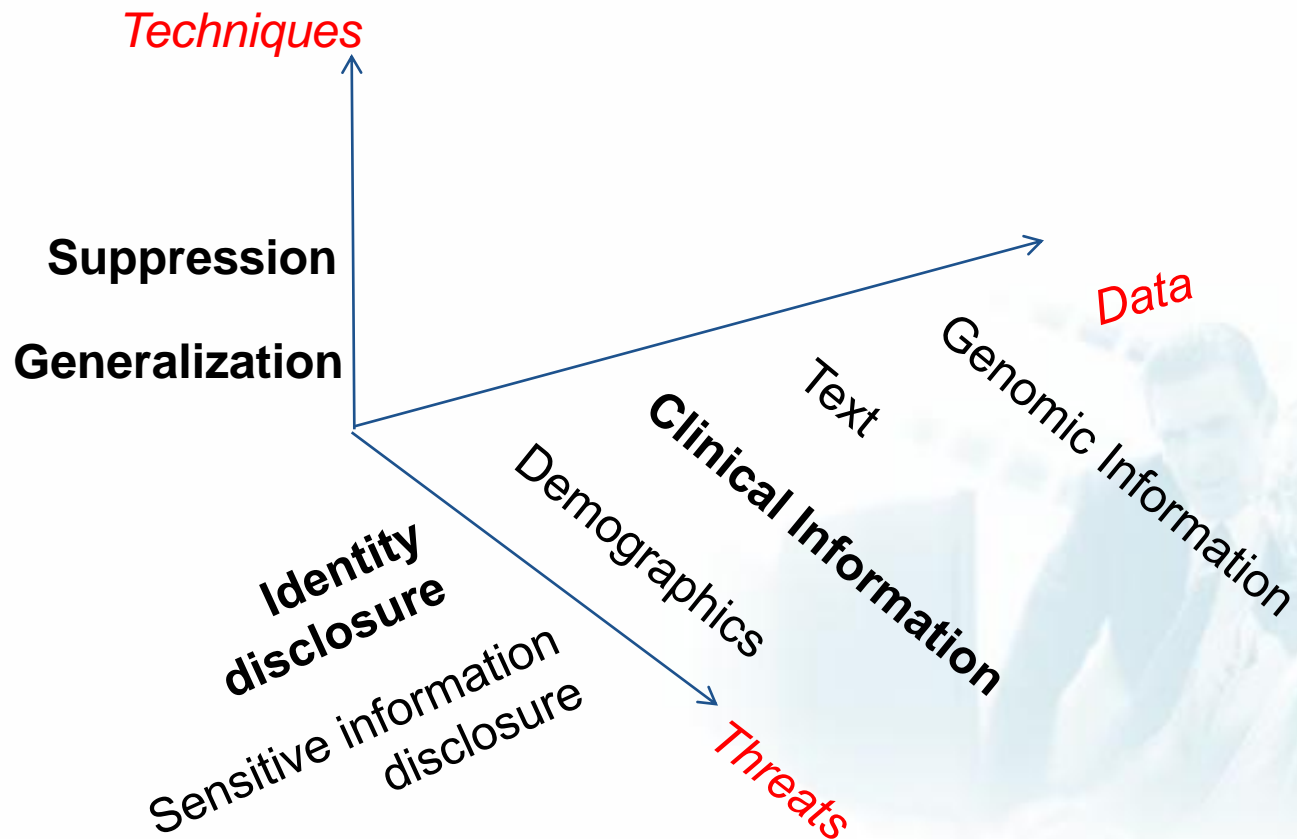 Techniques
Suppression
Generalization
Data
Genomic Information
Text
Clinical Information
Demographics
Identity
disclosure
Sensitive information
disclosure
Threats